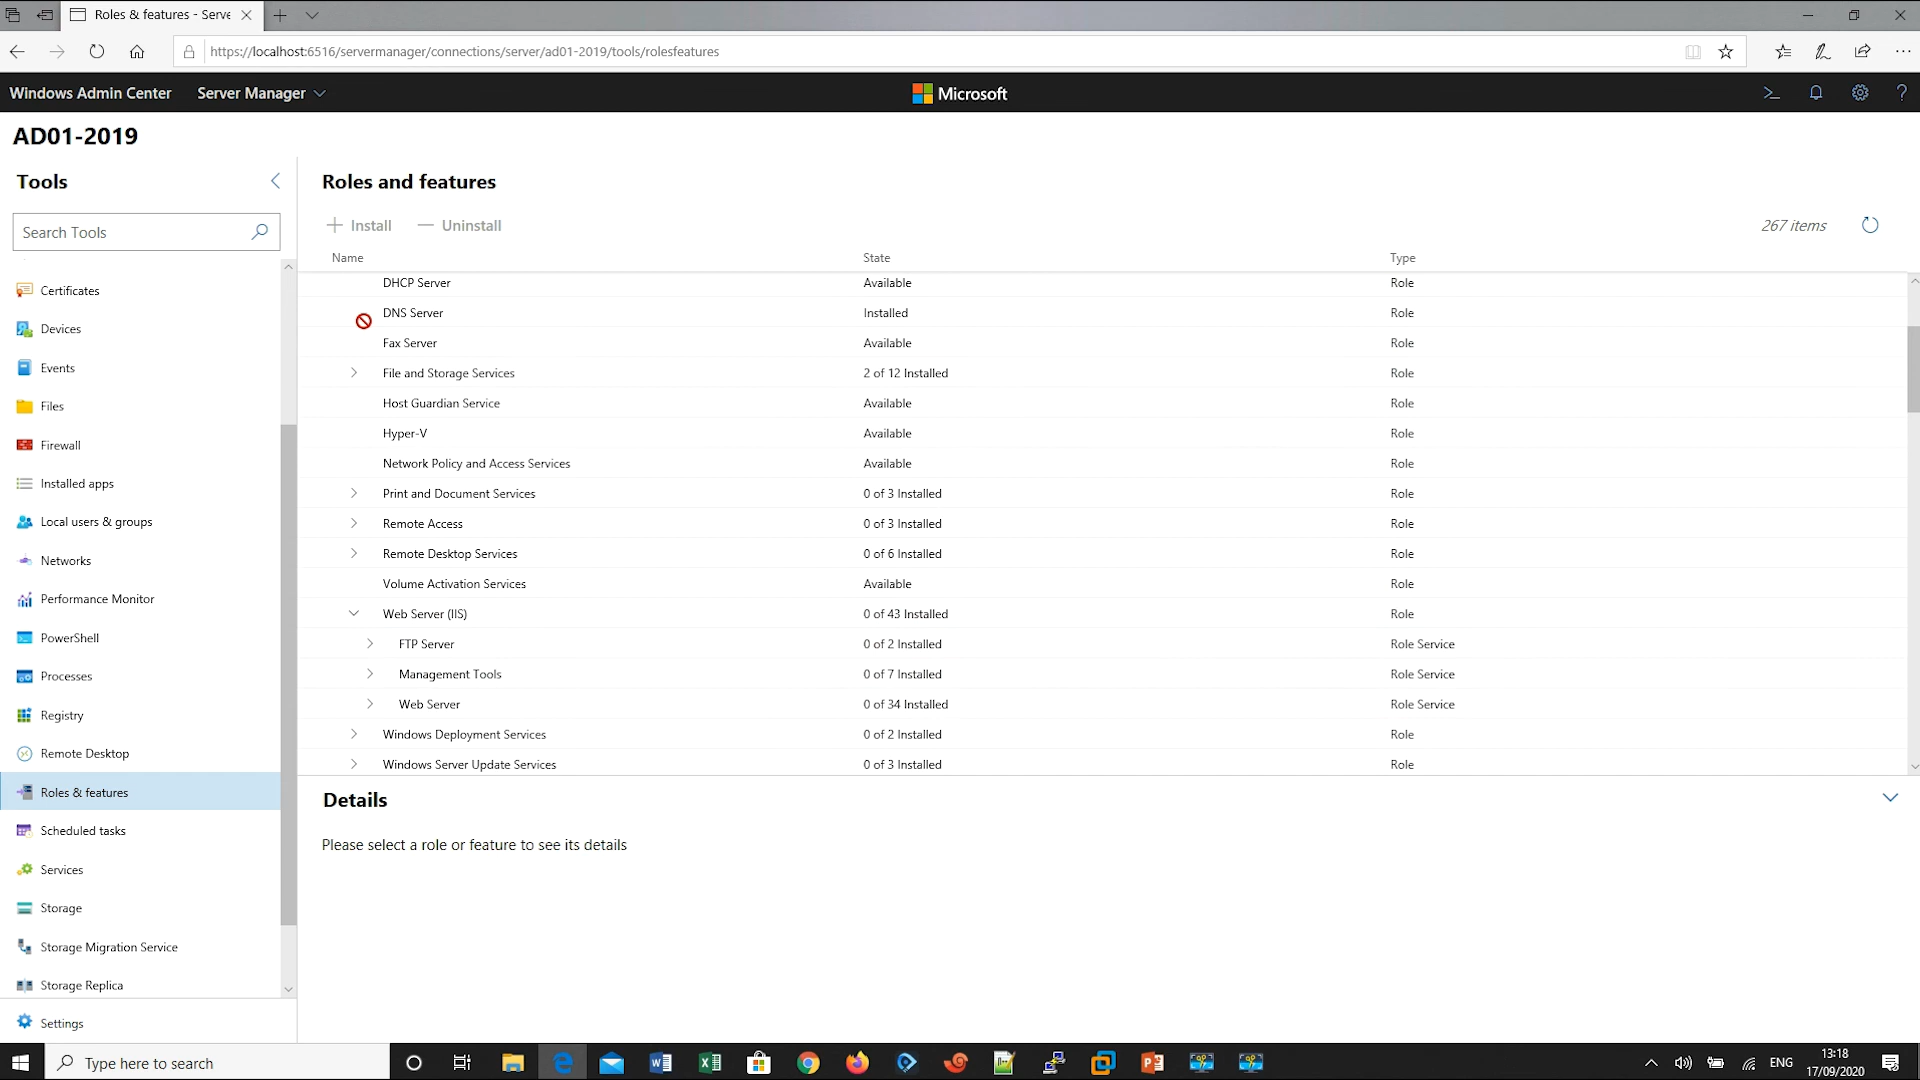 Roles & features - Serve
https://localhost:6516/servermanager/connections/server/ad01-2019/tools/rolesfeatures
Windows Admin Center Server Manager Microsoft
AD01-2019
Tools
Search Tools
Certificates
Devices
Events
Files
Firewall
Installed apps
Local users & groups
Networks
Performance Monitor
PowerShell
Processes
Registry
Remote Desktop
Roles & features
Scheduled tasks
Services
Storage
Storage Migration Service
Storage Replica
Settings
Roles and features
Install Uninstall 267 items
Name State Type
DHCP Server Available Role
DNS Server Installed Role
Fax Server Available Role
File and Storage Services 2 of 12 Installed Role
Host Guardian Service Available Role
Hyper-V Available Role
Network Policy and Access Services Available Role
Print and Document Services 0 of 3 Installed Role
Remote Access 0 of 3 Installed Role
Remote Desktop Services 0 of 6 Installed Role
Volume Activation Services Available Role
Web Server (IIS) 0 of 43 Installed Role
FTP Server 0 of 2 Installed Role Service
Management Tools 0 of 7 Installed Role Service
Web Server 0 of 34 Installed Role Service
Windows Deployment Services 0 of 2 Installed Role
Windows Server Update Services 0 of 3 Installed Role
Details
Please select a role or feature to see its details
Type here to search
ENG
13:18
17/09/2020